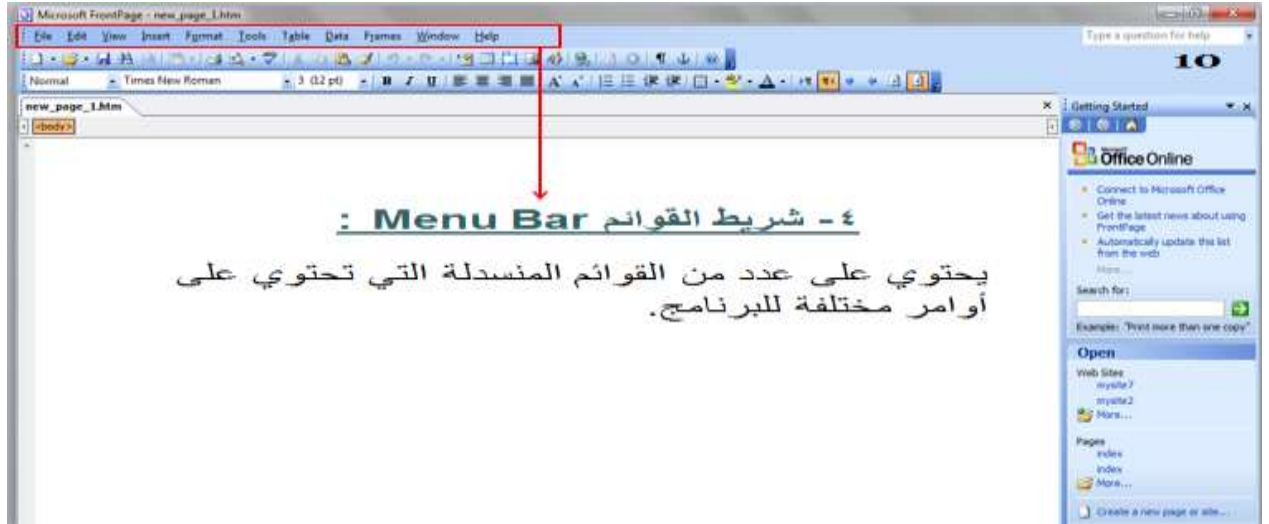 Microsoft FrontPage - new_page_1.htm
File Edit View Insert Format Tools Table Data Frames Window Help
Type a question for help
10
Normal Times New Roman 3 (12 pt) B I U
new_page_1.htm
<body>
Getting Started
Microsoft Office Online
Connect to Microsoft Office Online
Get the latest news about using FrontPage
Automatically update this list from the web
More...
Search for:
Example: "Print more than one copy"
Open
Web Sites
mysite7
mysite2
More...
Pages
index
index
More...
Create a new page or site...
٤ - شريط القوائم Menu Bar :
يحتوي على عدد من القوائم المنسدلة التي تحتوي على
أوامر مختلفة للبرنامج.